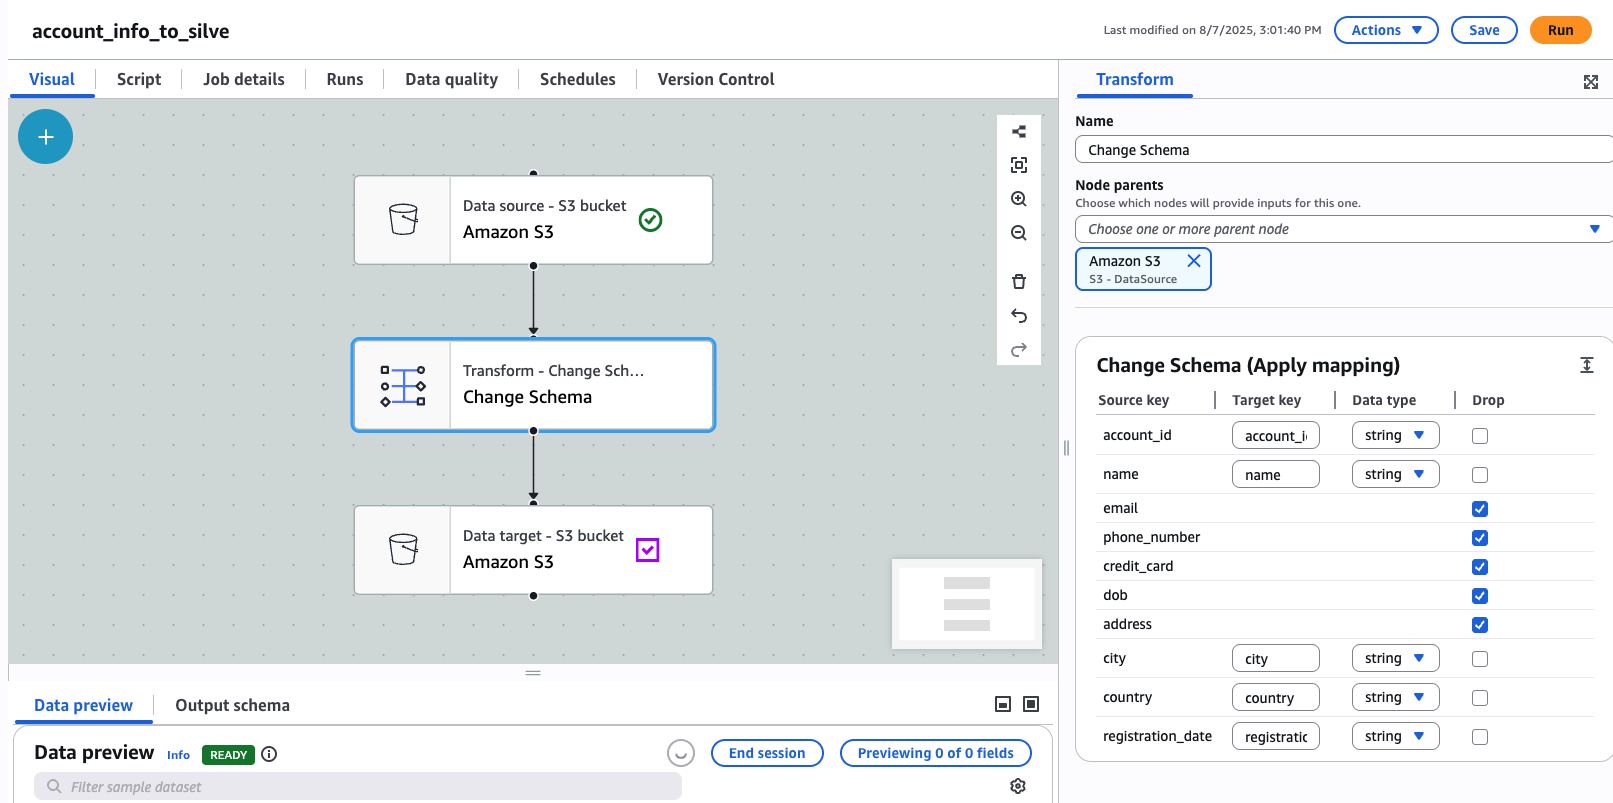 account_info_to_silve
Last modified on 8/7/2025, 3:01:40 PM
Actions
Save
Run
Visual
Script
Job details
Runs
Data quality
Schedules
Version Control
Data source - S3 bucket
Amazon S3
Transform - Change Sch...
Change Schema
Data target - S3 bucket
Amazon S3
Data preview
Output schema
Data preview
Info
READY
End session
Previewing 0 of 0 fields
Filter sample dataset
Transform
Name
Change Schema
Node parents
Choose which nodes will provide inputs for this one.
Choose one or more parent node
Amazon S3
S3 - DataSource
Change Schema (Apply mapping)
Source key Target key Data type Drop
account_id account_i string
name name string
email
phone_number
credit_card
dob
address
city city string
country country string
registration_date registratic string